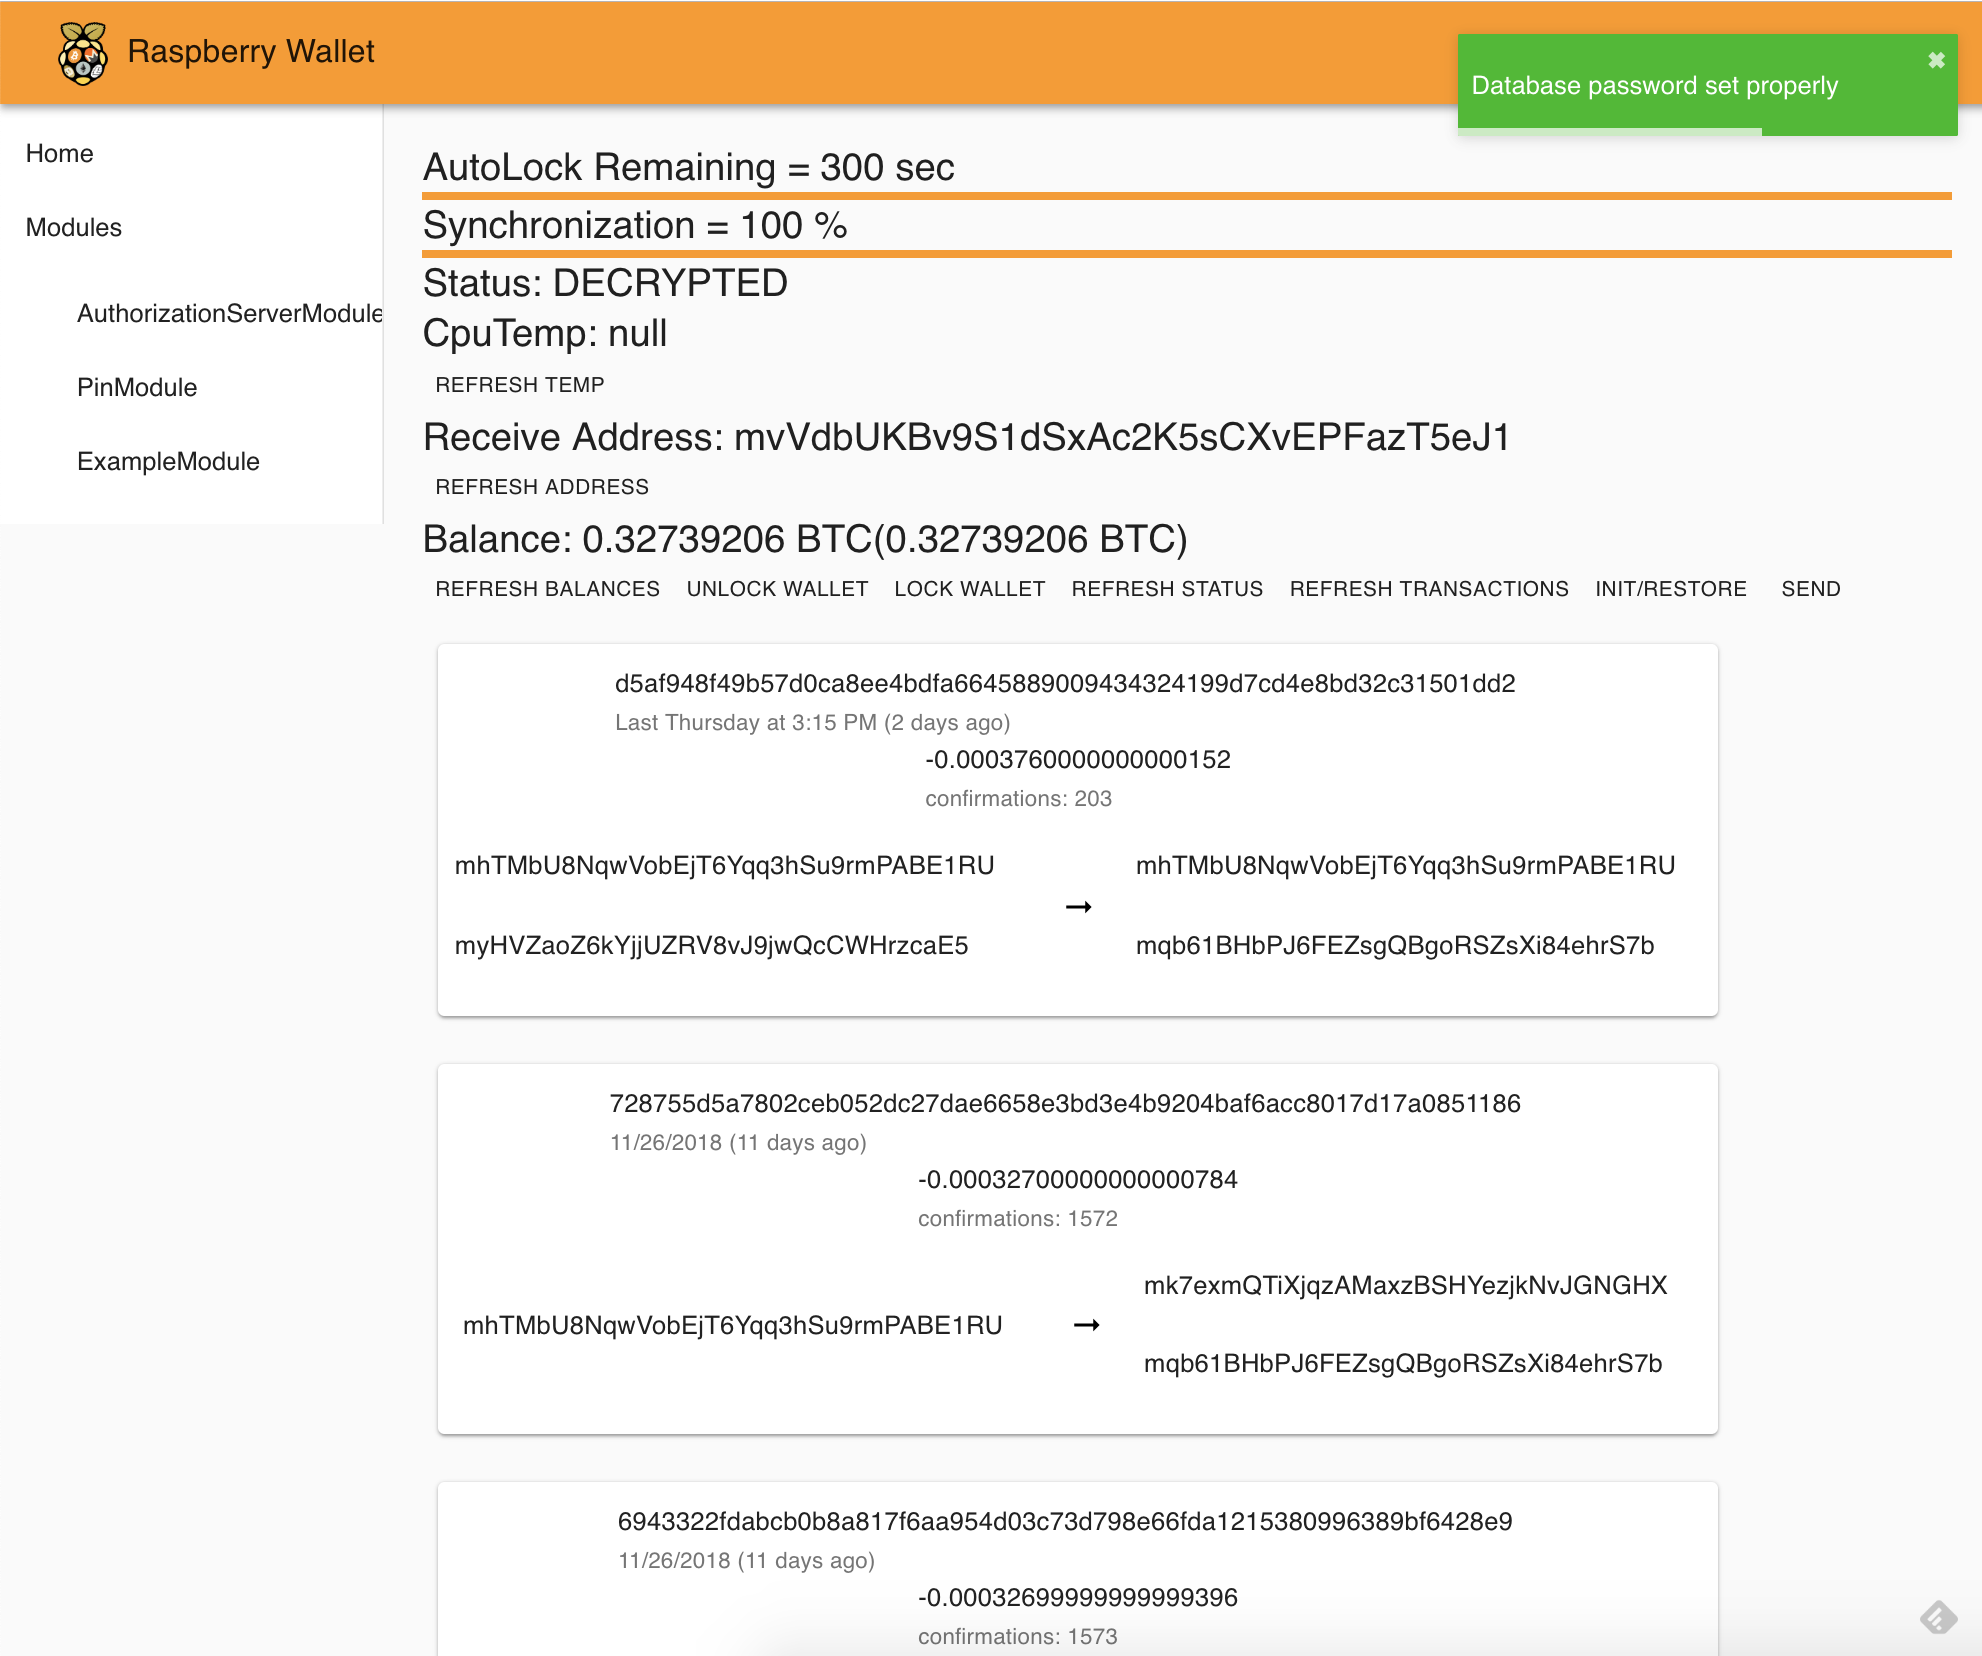 Raspberry Wallet
Database password set properly
✖
Home
Modules
AuthorizationServerModule
PinModule
ExampleModule
AutoLock Remaining = 300 sec
Synchronization = 100 %
Status: DECRYPTED
CpuTemp: null
REFRESH TEMP
Receive Address: mvVdbUKBv9S1dSxAc2K5sCXvEPFazT5eJ1
REFRESH ADDRESS
Balance: 0.32739206 BTC(0.32739206 BTC)
REFRESH BALANCES UNLOCK WALLET LOCK WALLET REFRESH STATUS REFRESH TRANSACTIONS INIT/RESTORE SEND
d5af948f49b57d0ca8ee4bdfa6645889009434324199d7cd4e8bd32c31501dd2
Last Thursday at 3:15 PM (2 days ago)
-0.0003760000000000152
confirmations: 203
mhTMbU8NqwVobEjT6Yqq3hSu9rmPABE1RU
myHVZaoZ6kYjjUZRV8vJ9jwQcCWHrzcaE5
→
mhTMbU8NqwVobEjT6Yqq3hSu9rmPABE1RU
mqb61BHbPJ6FEZsgQBgoRSZsXi84ehrS7b
728755d5a7802ceb052dc27dae6658e3bd3e4b9204baf6acc8017d17a0851186
11/26/2018 (11 days ago)
-0.00032700000000000784
confirmations: 1572
mhTMbU8NqwVobEjT6Yqq3hSu9rmPABE1RU
→
mk7exmQTiXjqzAMaxzBSHYezjkNvJGNGHX
mqb61BHbPJ6FEZsgQBgoRSZsXi84ehrS7b
6943322fdabcb0b8a817f6aa954d03c73d798e66fda1215380996389bf6428e9
11/26/2018 (11 days ago)
-0.00032699999999999396
confirmations: 1573